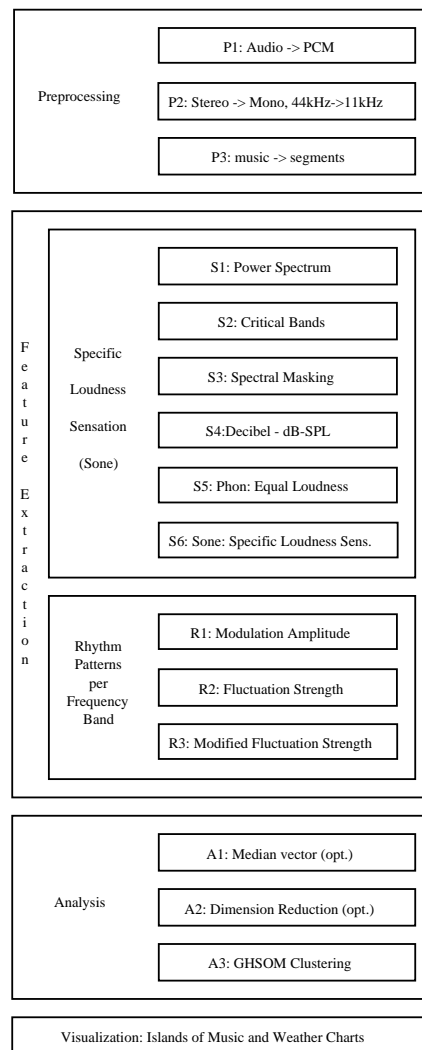 P1: Audio -> PCM
Preprocessing
P2: Stereo -> Mono, 44kHz->11kHz
P3: music -> segments
Feature Extraction
Specific
Loudness
Sensation
(Sone)
S1: Power Spectrum
S2: Critical Bands
S3: Spectral Masking
S4:Decibel - dB-SPL
S5: Phon: Equal Loudness
S6: Sone: Specific Loudness Sens.
Rhythm
Patterns
per
Frequency
Band
R1: Modulation Amplitude
R2: Fluctuation Strength
R3: Modified Fluctuation Strength
Analysis
A1: Median vector (opt.)
A2: Dimension Reduction (opt.)
A3: GHSOM Clustering
Visualization: Islands of Music and Weather Charts